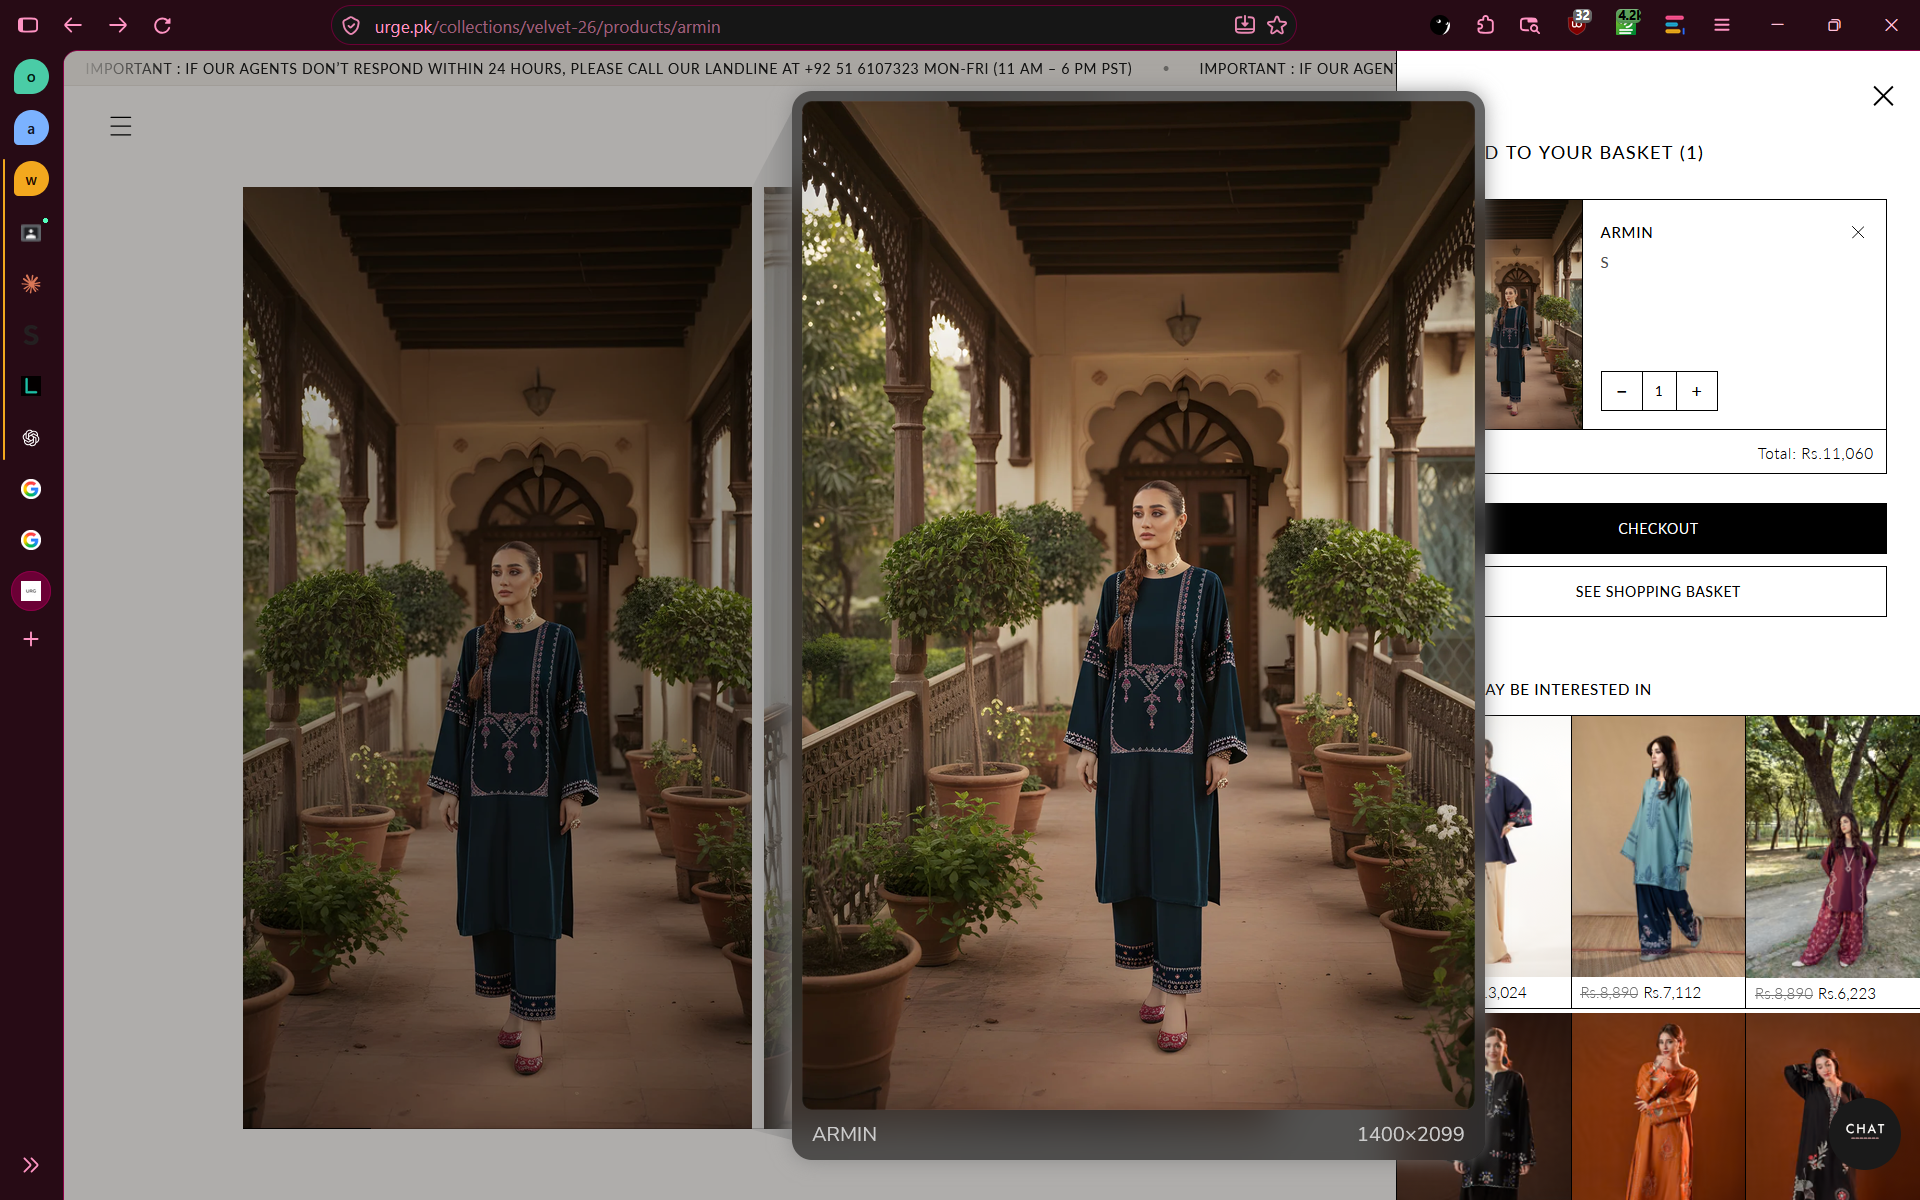 urge.pk/collections/velvet-26/products/armin
32
4.2
o
a
w
S
L
URG
IMPORTANT : IF OUR AGENTS DON'T RESPOND WITHIN 24 HOURS, PLEASE CALL OUR LANDLINE AT +92 51 6107323 MON-FRI (11 AM – 6 PM PST) • IMPORTANT : IF OUR AGEN
D TO YOUR BASKET (1)
ARMIN
S
− 1 +
Total: Rs.11,060
CHECKOUT
SEE SHOPPING BASKET
AY BE INTERESTED IN
.3,024
Rs.8,890 Rs.7,112
Rs.8,890 Rs.6,223
CHAT
ARMIN
1400×2099